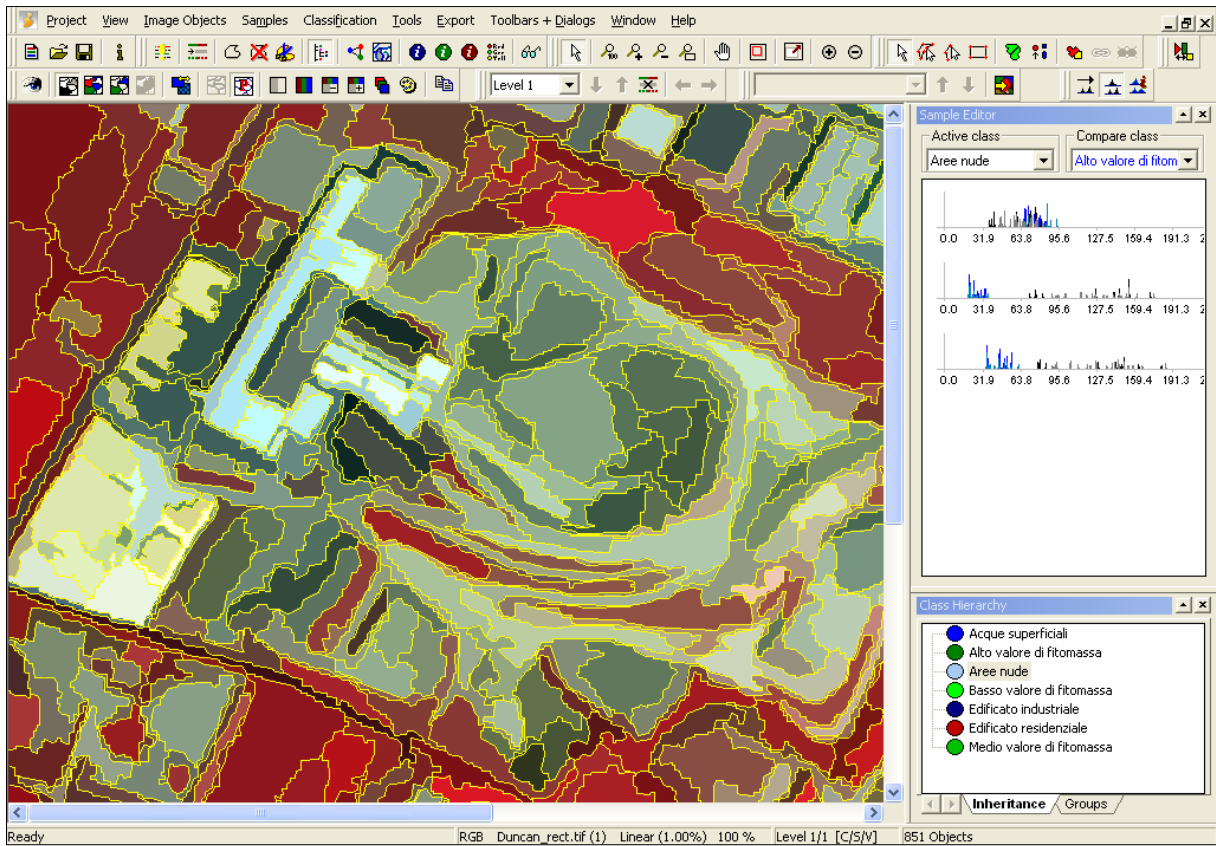 Project View Image Objects Samples Classification Tools Export Toolbars + Dialogs Window Help
Level 1
Sample Editor
Active class Compare class
Aree nude Alto valore di fitom
0.0 31.9 63.8 95.6 127.5 159.4 191.3 2
0.0 31.9 63.8 95.6 127.5 159.4 191.3 2
0.0 31.9 63.8 95.6 127.5 159.4 191.3 2
Class Hierarchy
Acque superficiali
Alto valore di fitomassa
Aree nude
Basso valore di fitomassa
Edificato industriale
Edificato residenziale
Medio valore di fitomassa
Inheritance Groups
Ready RGB Duncan_rect.tif (1) Linear (1.00%) 100 % Level 1/1 [C/S/V] 851 Objects